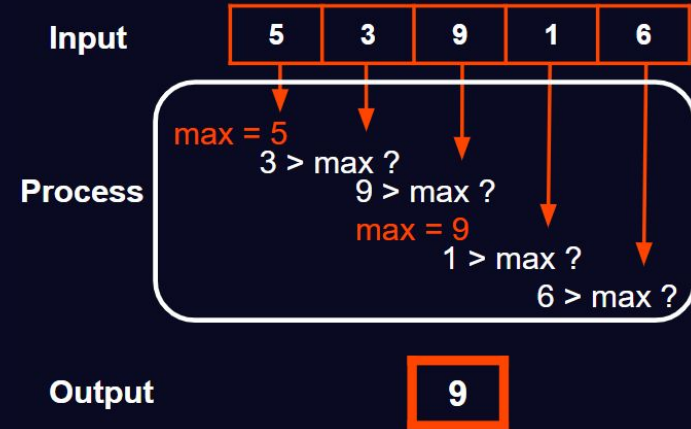 Input 5 3 9 1 6
max = 5
3 > max ?
Process 9 > max ?
max = 9
1 > max ?
6 > max ?
Output 9